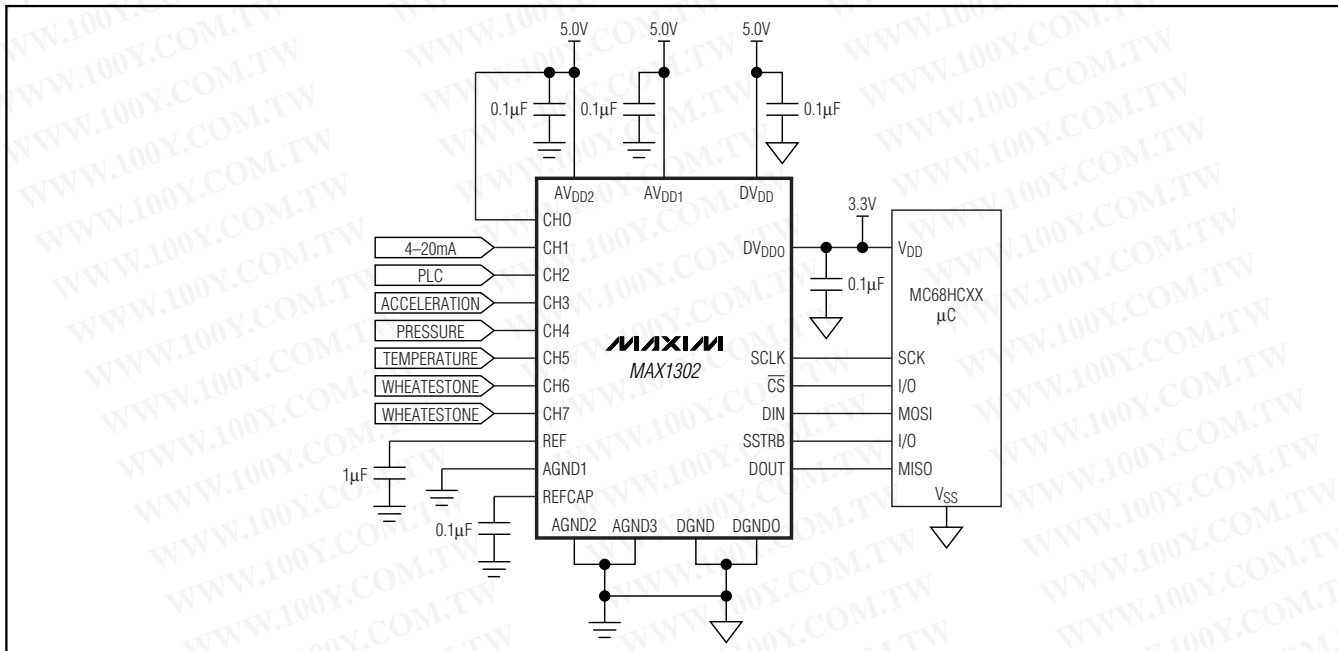 5.0V 5.0V 5.0V
0.1µF 0.1µF 0.1µF
AVDD2 AVDD1 DVDD
CH0
4–20mA CH1
PLC CH2
ACCELERATION CH3
PRESSURE CH4
TEMPERATURE CH5
WHEATESTONE CH6
WHEATESTONE CH7
REF
1µF
AGND1
REFCAP
0.1µF
AGND2 AGND3 DGND DGNDO
MAXIM
MAX1302
3.3V
DVDDO VDD
0.1µF
MC68HCXX
µC
SCLK SCK
CS I/O
DIN MOSI
SSTRB I/O
DOUT MISO
VSS
WWW.100Y.COM.TW